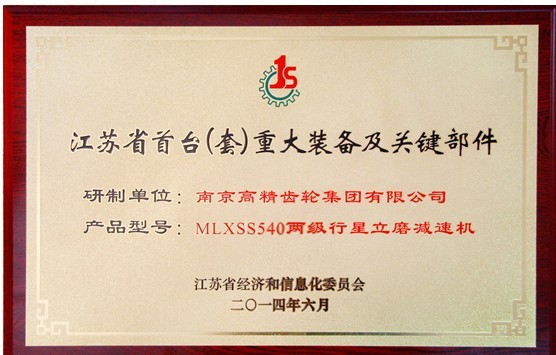 JS
江苏省首台(套)重大装备及关键部件
研制单位：南京高精齿轮集团有限公司
产品型号：MLXSS540两级行星立磨减速机
江苏省经济和信息化委员会
二〇一四年六月